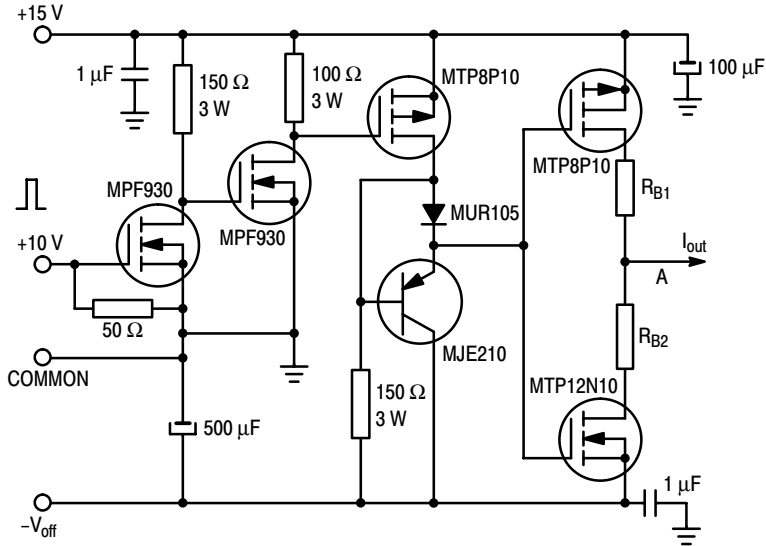 +15 V
1 μF
150 Ω
3 W
100 Ω
3 W
MTP8P10
100 μF
MTP8P10
R_B1
MPF930
MPF930
MUR105
+10 V
I_out
A
50 Ω
MJE210
R_B2
COMMON
150 Ω
3 W
MTP12N10
500 μF
1 μF
–V_off